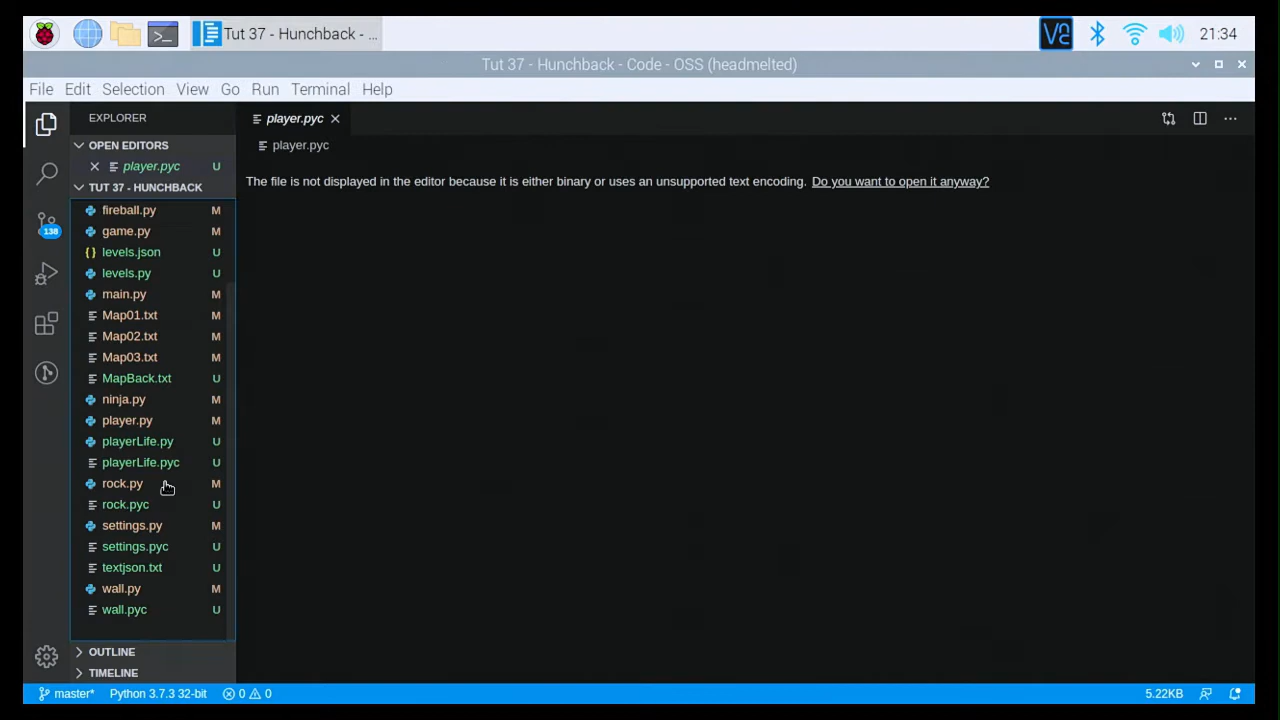 Tut 37 - Hunchback - ...
21:34
Tut 37 - Hunchback - Code - OSS (headmelted)
File Edit Selection View Go Run Terminal Help
EXPLORER
OPEN EDITORS
player.pyc U
TUT 37 - HUNCHBACK
fireball.py M
game.py M
{} levels.json U
levels.py U
main.py M
Map01.txt M
Map02.txt M
Map03.txt M
MapBack.txt U
ninja.py M
player.py M
playerLife.py U
playerLife.pyc U
rock.py M
rock.pyc U
settings.py M
settings.pyc U
textjson.txt U
wall.py M
wall.pyc U
OUTLINE
TIMELINE
138
player.pyc
player.pyc
The file is not displayed in the editor because it is either binary or uses an unsupported text encoding. Do you want to open it anyway?
master* Python 3.7.3 32-bit 0 0 5.22KB